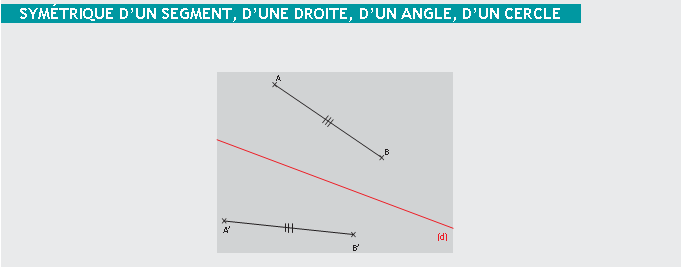 SYMÉTRIQUE D’UN SEGMENT, D’UNE DROITE, D’UN ANGLE, D’UN CERCLE
A
B
A’
B’
(d)